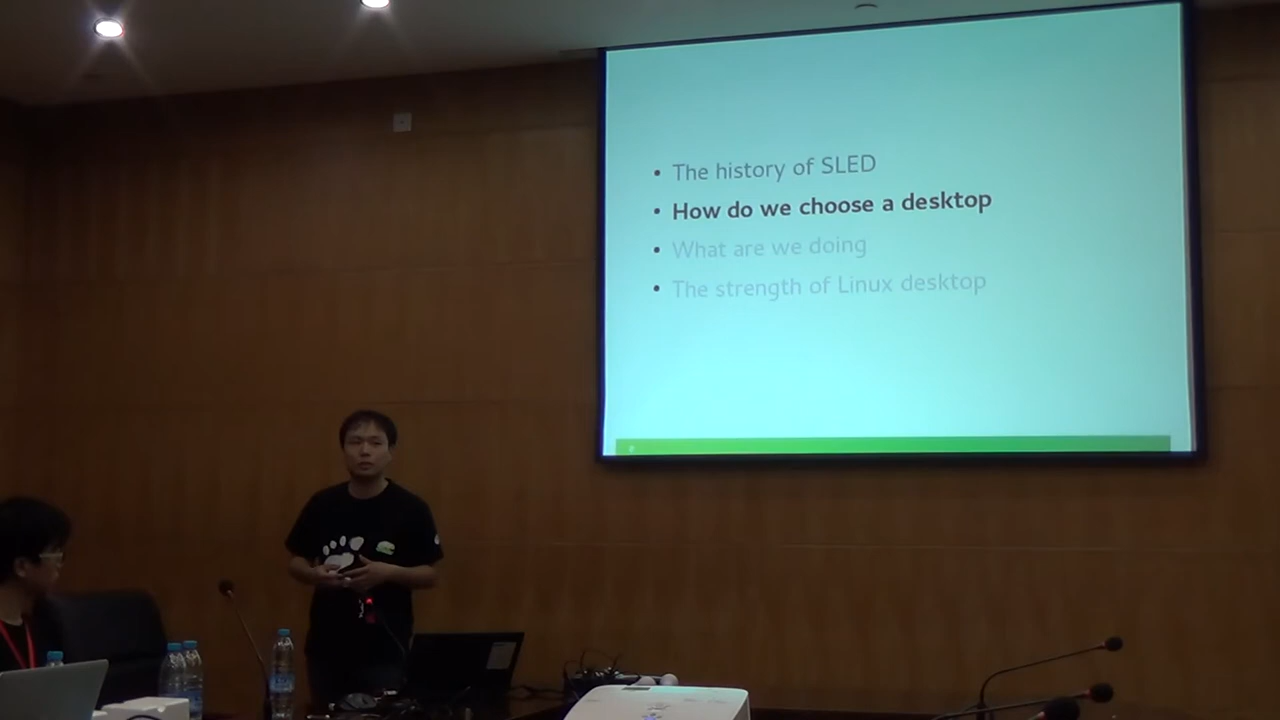 The history of SLED
How do we choose a desktop
What are we doing
The strength of Linux desktop